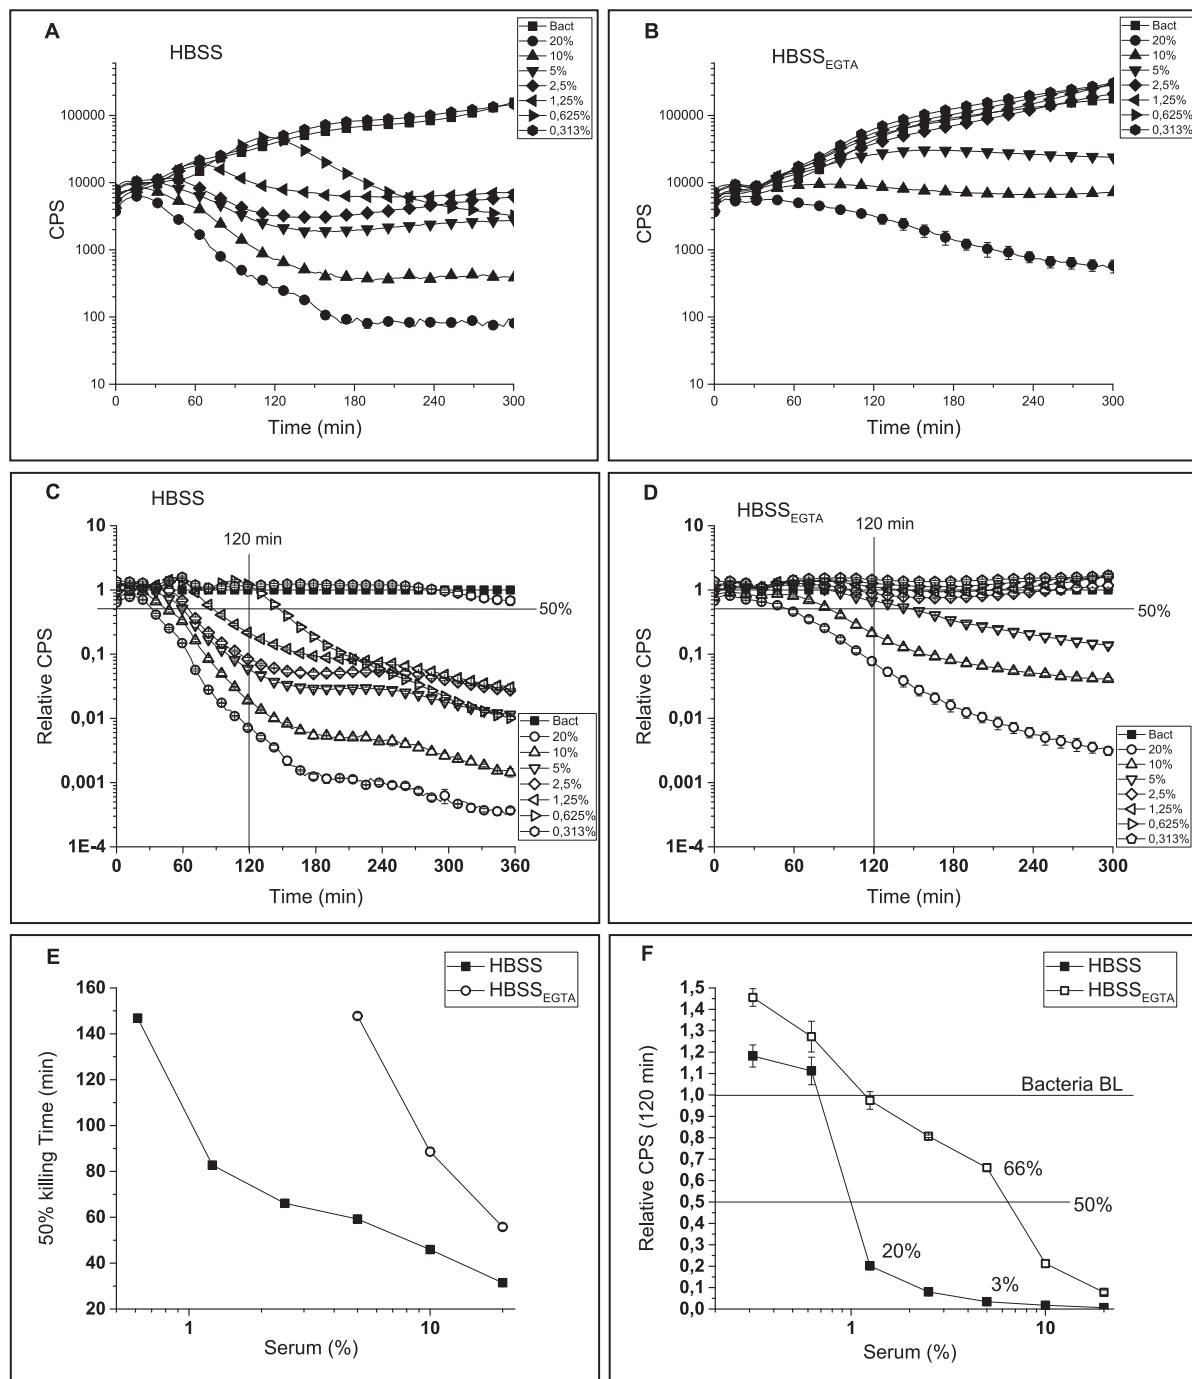 A
HBSS
Bact
20%
10%
5%
2,5%
1,25%
0,625%
0,313%
100000
10000
1000
100
10
CPS
0 60 120 180 240 300
Time (min)
B
HBSS EGTA
Bact
20%
10%
5%
2,5%
1,25%
0,625%
0,313%
100000
10000
1000
100
10
CPS
0 60 120 180 240 300
Time (min)
C
HBSS
120 min
50%
10
1
0,1
0,01
0,001
1E-4
Relative CPS
Bact
20%
10%
5%
2,5%
1,25%
0,625%
0,313%
0 60 120 180 240 300 360
Time (min)
D
HBSS EGTA
120 min
50%
10
1
0,1
0,01
0,001
1E-4
Relative CPS
Bact
20%
10%
5%
2,5%
1,25%
0,625%
0,313%
0 60 120 180 240 300
Time (min)
E
HBSS
HBSS EGTA
160
140
120
100
80
60
40
20
50% killing Time (min)
1 10
Serum (%)
F
HBSS
HBSS EGTA
1,5
1,4
1,3
1,2
1,1
1,0
0,9
0,8
0,7
0,6
0,5
0,4
0,3
0,2
0,1
0,0
Relative CPS (120 min)
Bacteria BL
66%
50%
20%
3%
1 10
Serum (%)